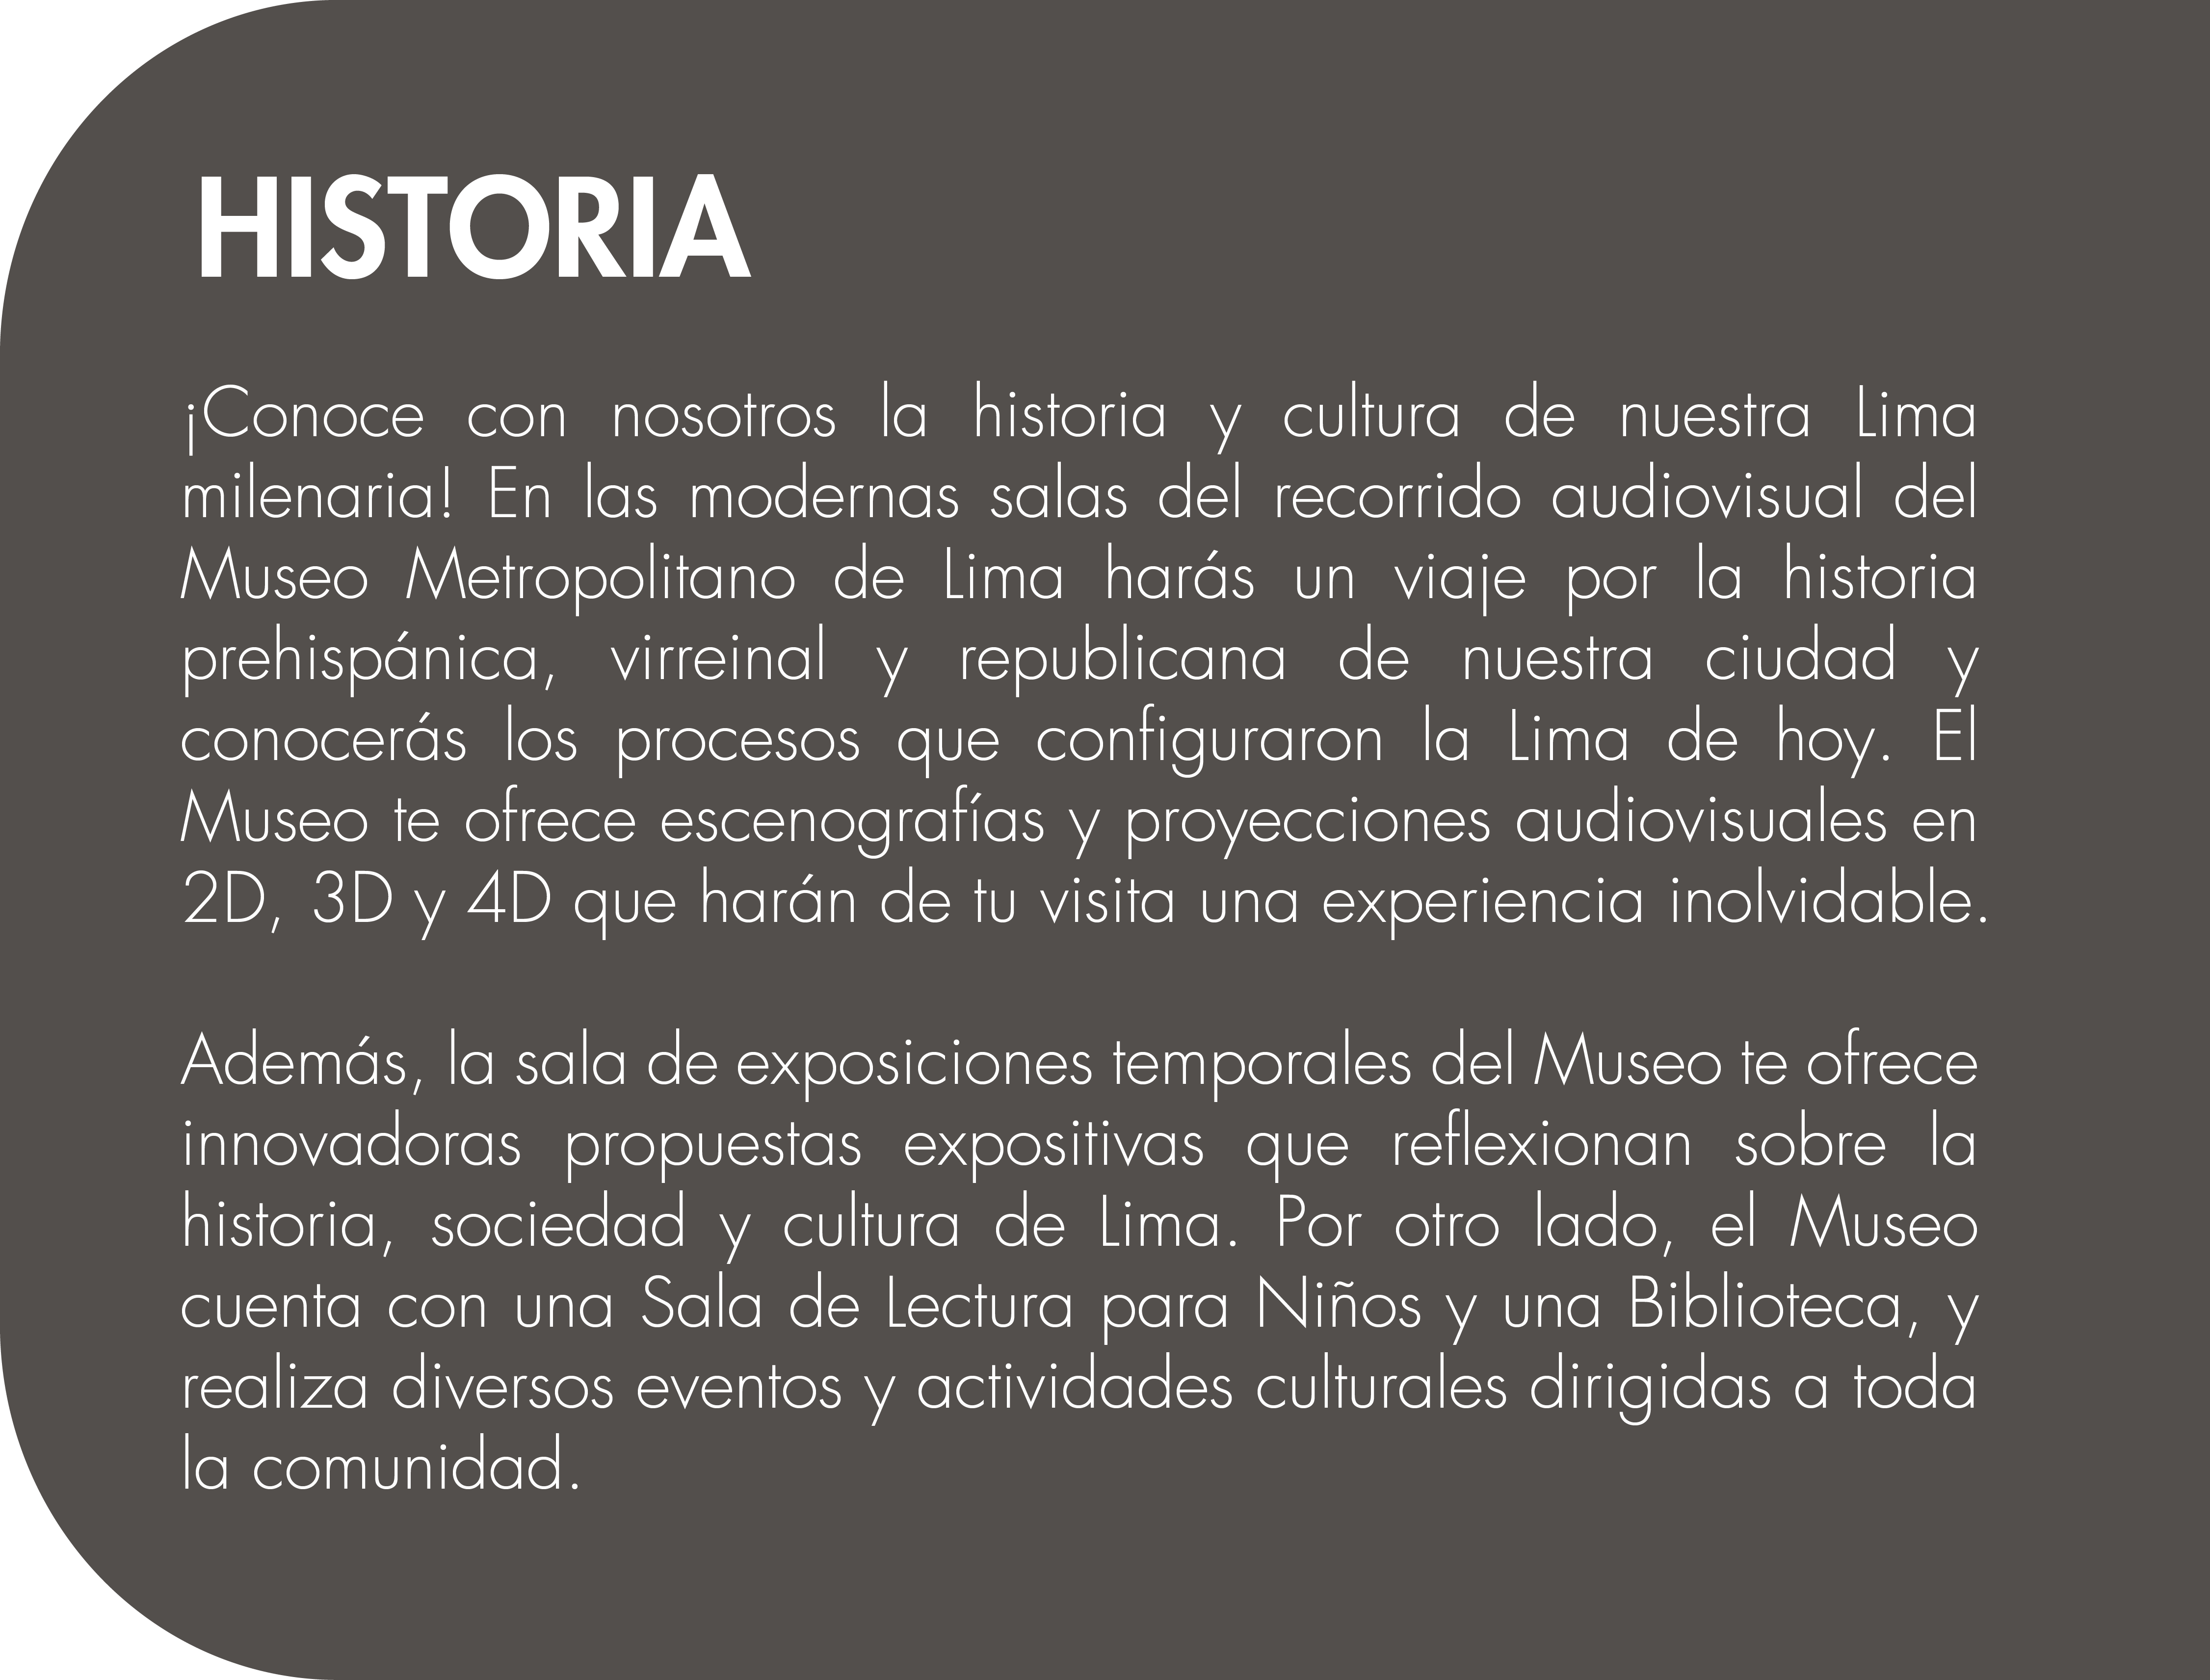 HISTORIA
¡Conoce con nosotros la historia y cultura de nuestra Lima
milenaria! En las modernas salas del recorrido audiovisual del
Museo Metropolitano de Lima harás un viaje por la historia
prehispánica, virreinal y republicana de nuestra ciudad y
conocerás los procesos que configuraron la Lima de hoy. El
Museo te ofrece escenografías y proyecciones audiovisuales en
2D, 3D y 4D que harán de tu visita una experiencia inolvidable.
Además, la sala de exposiciones temporales del Museo te ofrece
innovadoras propuestas expositivas que reflexionan sobre la
historia, sociedad y cultura de Lima. Por otro lado, el Museo
cuenta con una Sala de Lectura para Niños y una Biblioteca, y
realiza diversos eventos y actividades culturales dirigidas a toda
la comunidad.